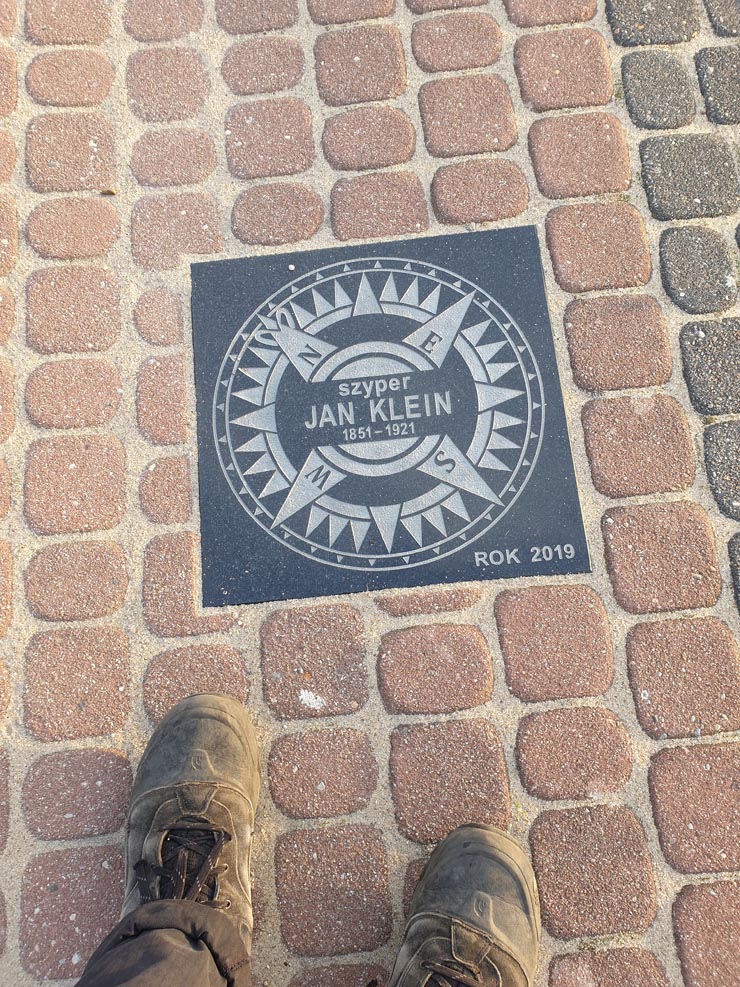 N E
szyper
JAN KLEIN
1851-1921
W S
ROK 2019